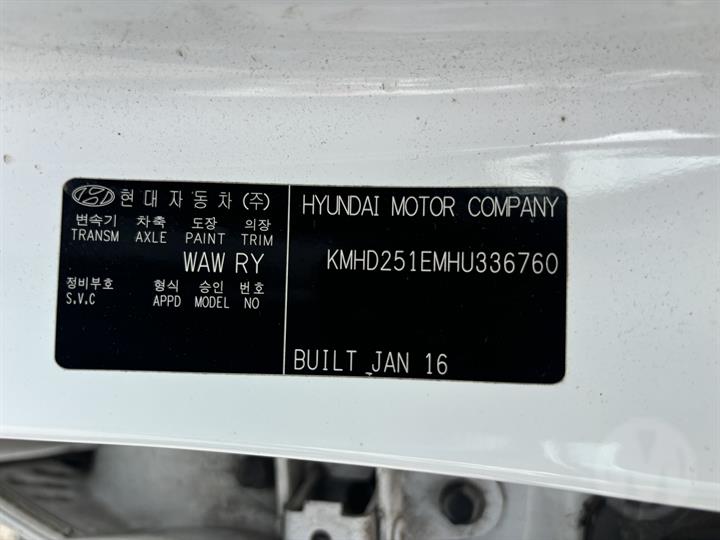 현대자동차(주)
변속기 차축 도장 의장
TRANSM AXLE PAINT TRIM
WAW RY
정비부호 형식 승인 번호
S.V.C APPD MODEL NO
HYUNDAI MOTOR COMPANY
KMHD251EMHU336760
BUILT JAN 16